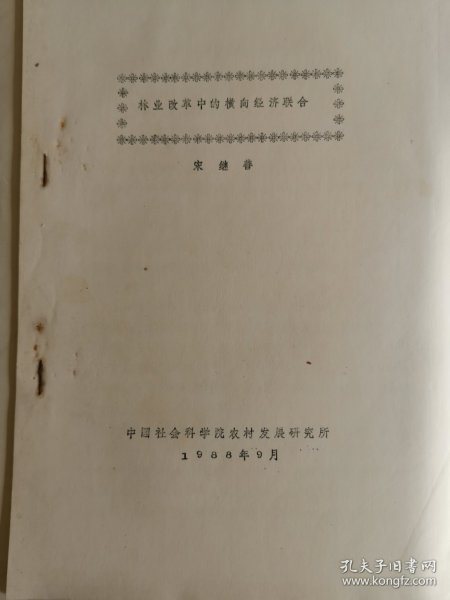 林业改革中的横向经济联合
宋继善
中国社会科学院农村发展研究所
1988年9月
孔夫子旧书网
www.kongfz.com